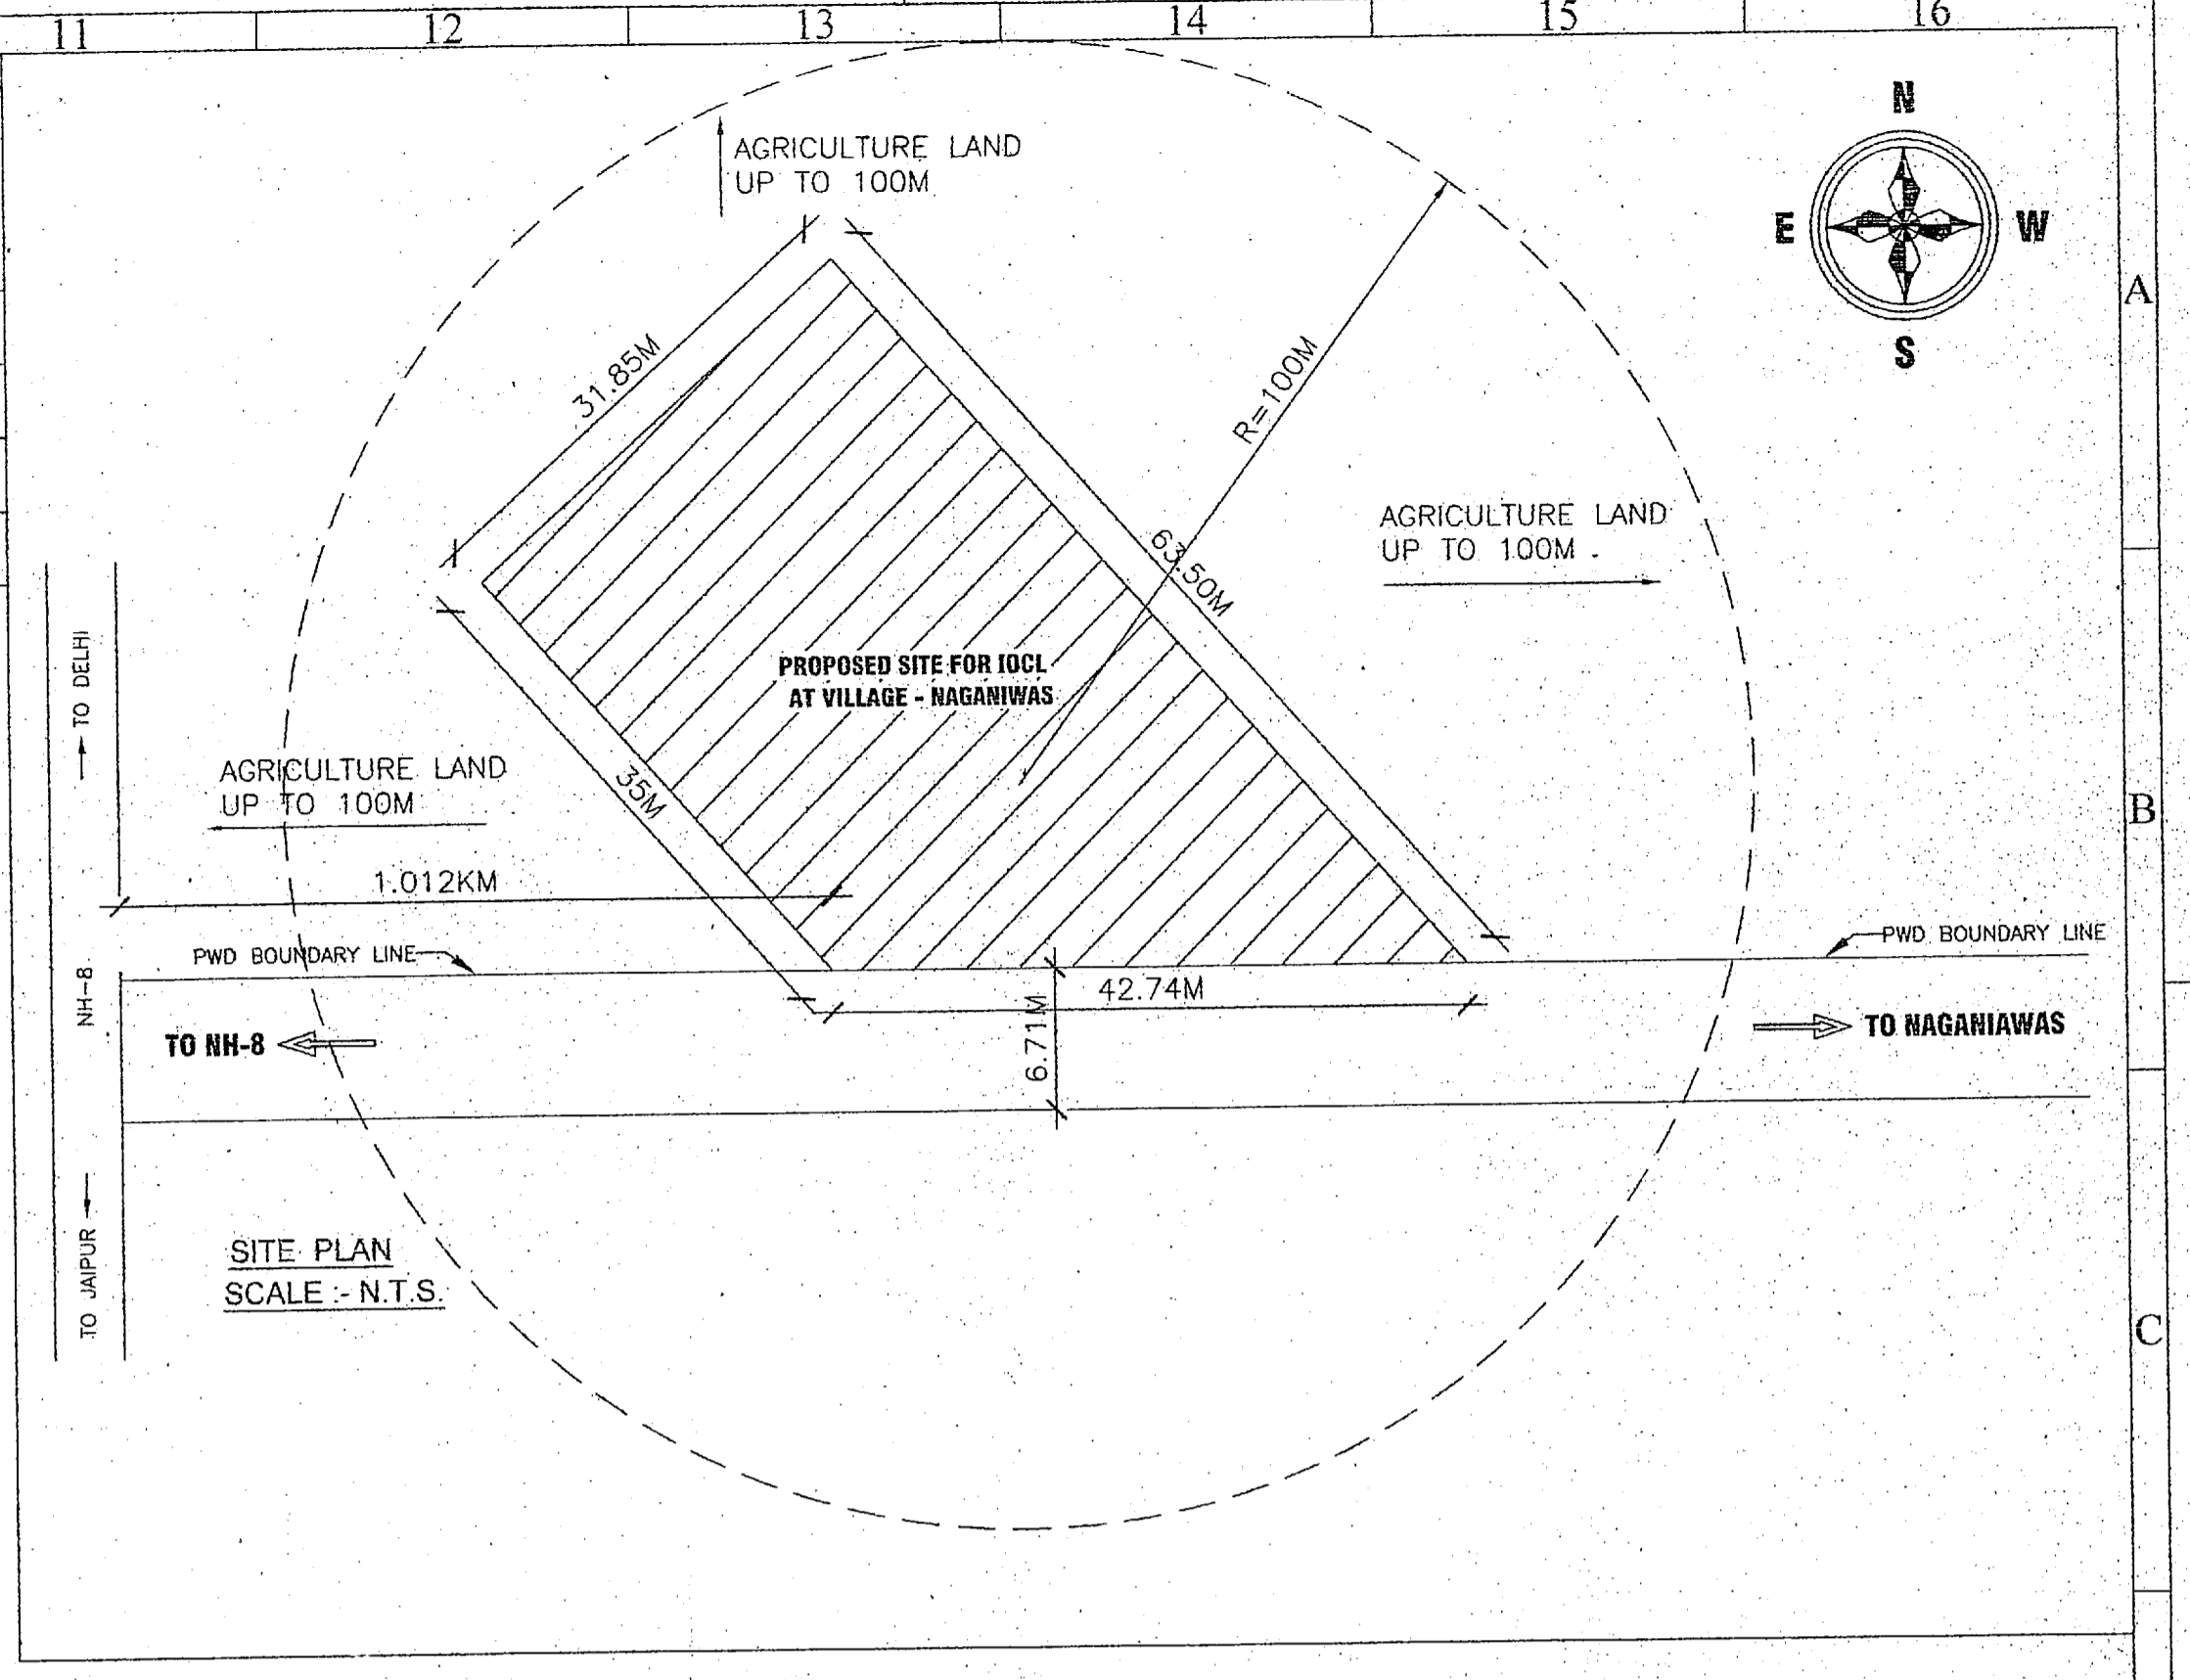 11 12 13 14 15 16
N
E W
S
A
AGRICULTURE LAND
UP TO 100M
31.85M
R=100M
63.50M
AGRICULTURE LAND
UP TO 100M
PROPOSED SITE FOR IOCL
AT VILLAGE - NAGANIWAS
TO DELHI
35M
AGRICULTURE LAND
UP TO 100M
B
1.012KM
PWD BOUNDARY LINE
PWD BOUNDARY LINE
NH-8
42.74M
6.71M
TO NH-8
TO NAGANIAWAS
TO JAIPUR
SITE PLAN
SCALE :- N.T.S.
C